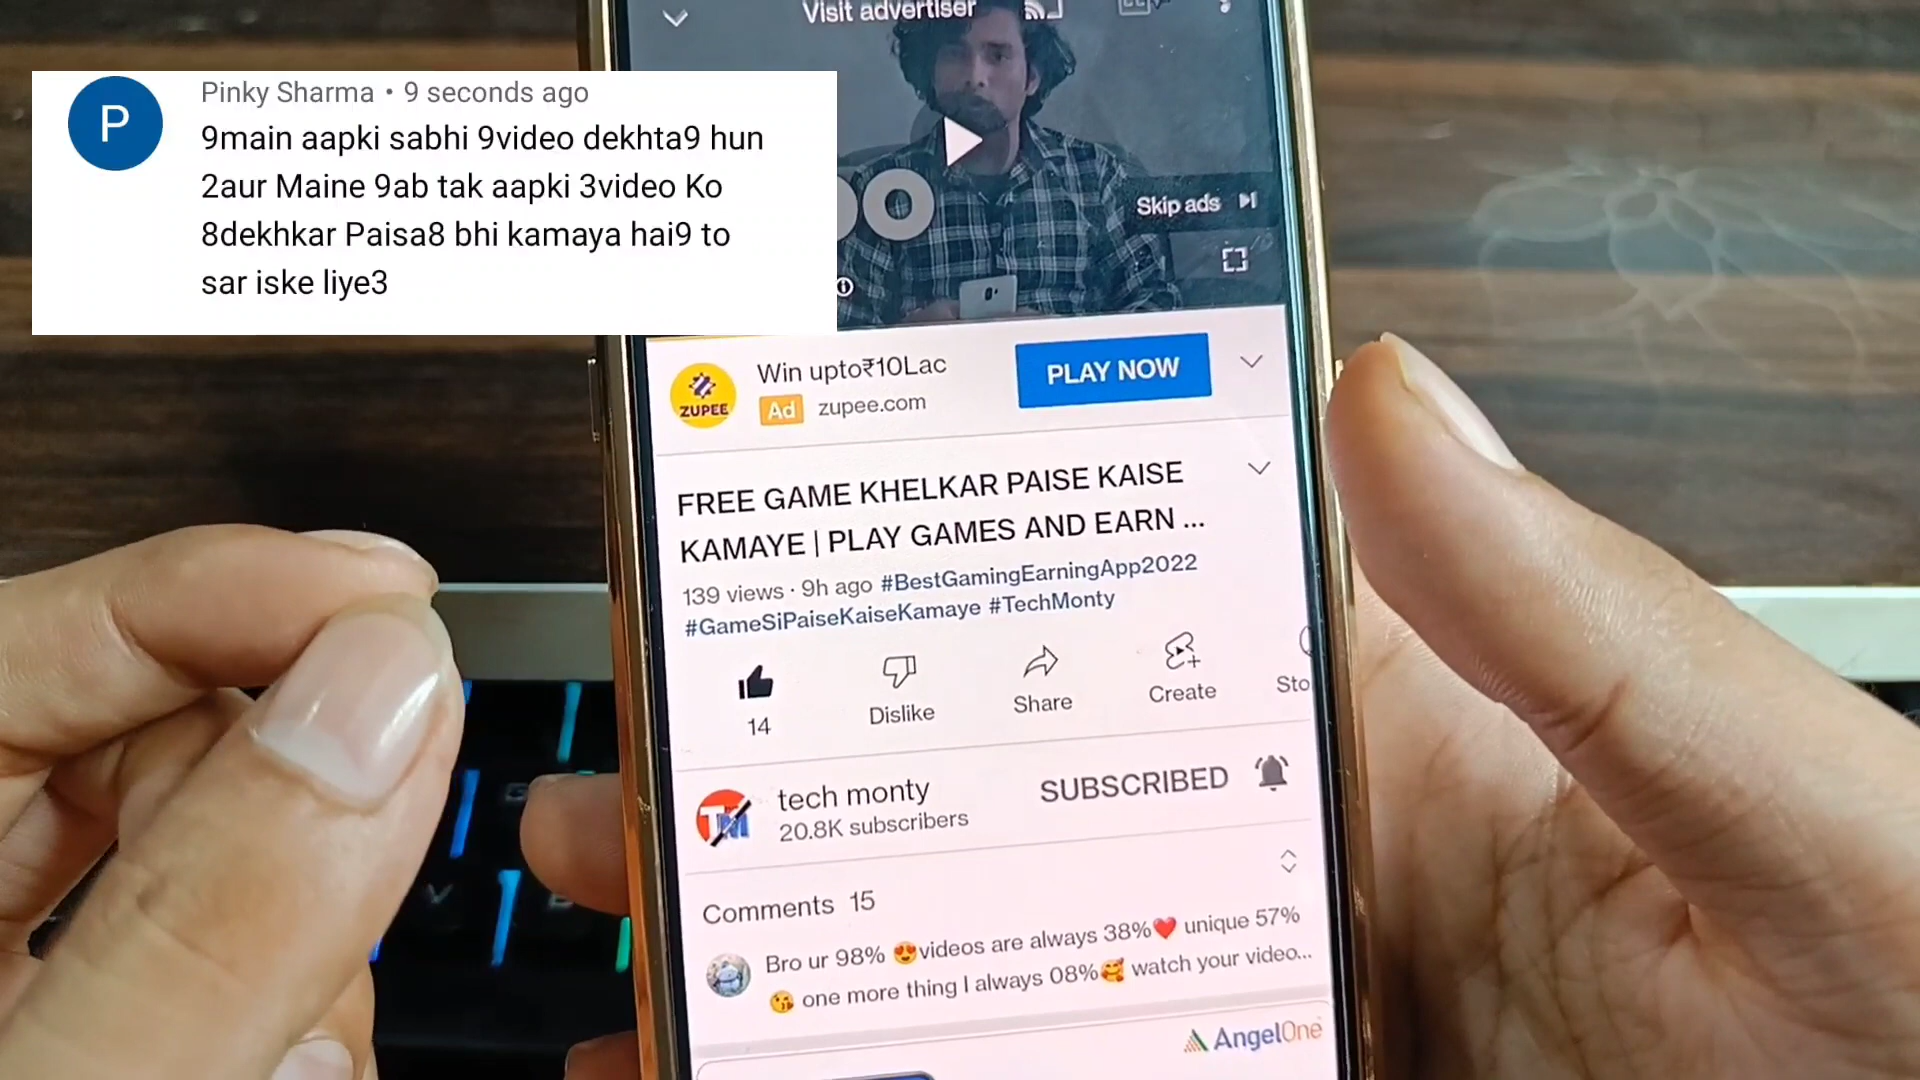 Visit advertiser
P
Pinky Sharma • 9 seconds ago
9main aapki sabhi 9video dekhta9 hun
2aur Maine 9ab tak aapki 3video Ko
8dekhkar Paisa8 bhi kamaya hai9 to
sar iske liye3
Skip ads
ZUPEE
Win upto₹10Lac
Ad zupee.com
PLAY NOW
FREE GAME KHELKAR PAISE KAISE
KAMAYE | PLAY GAMES AND EARN ...
139 views · 9h ago #BestGamingEarningApp2022
#GameSiPaiseKaiseKamaye #TechMonty
14
Dislike
Share
Create
Sto
TM
tech monty
20.8K subscribers
SUBSCRIBED
Comments 15
Bro ur 98% 😍videos are always 38%❤️ unique 57%
😘 one more thing I always 08%🥰 watch your video...
AngelOne
V